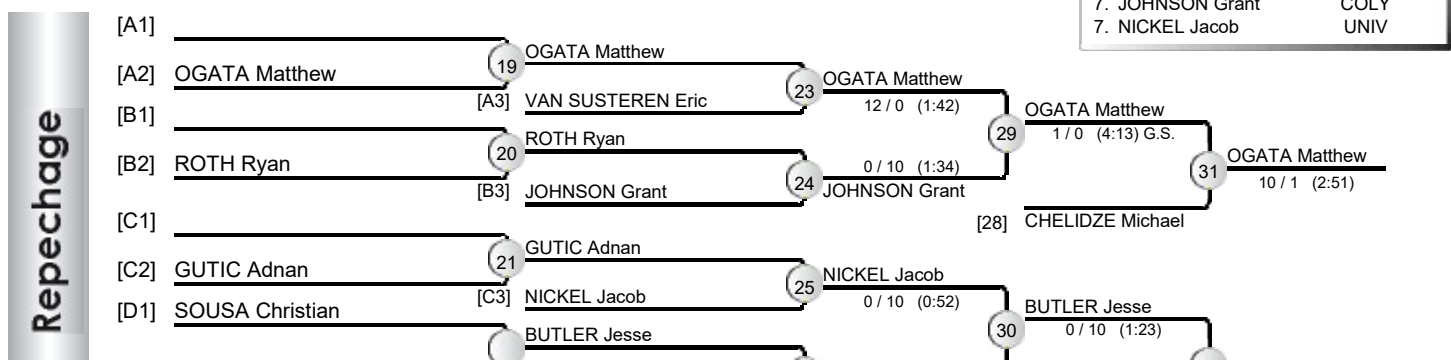 7. JOHNSON Grant COLY
7. NICKEL Jacob UNIV
Repechage
[A1]
[A2] OGATA Matthew
[B1]
[B2] ROTH Ryan
[C1]
[C2] GUTIC Adnan
[D1] SOUSA Christian
19
20
21
OGATA Matthew
[A3] VAN SUSTEREN Eric
ROTH Ryan
[B3] JOHNSON Grant
GUTIC Adnan
[C3] NICKEL Jacob
BUTLER Jesse
23
24
25
OGATA Matthew
12 / 0 (1:42)
0 / 10 (1:34)
JOHNSON Grant
NICKEL Jacob
0 / 10 (0:52)
29
30
OGATA Matthew
1 / 0 (4:13) G.S.
[28] CHELIDZE Michael
BUTLER Jesse
0 / 10 (1:23)
31
OGATA Matthew
10 / 1 (2:51)